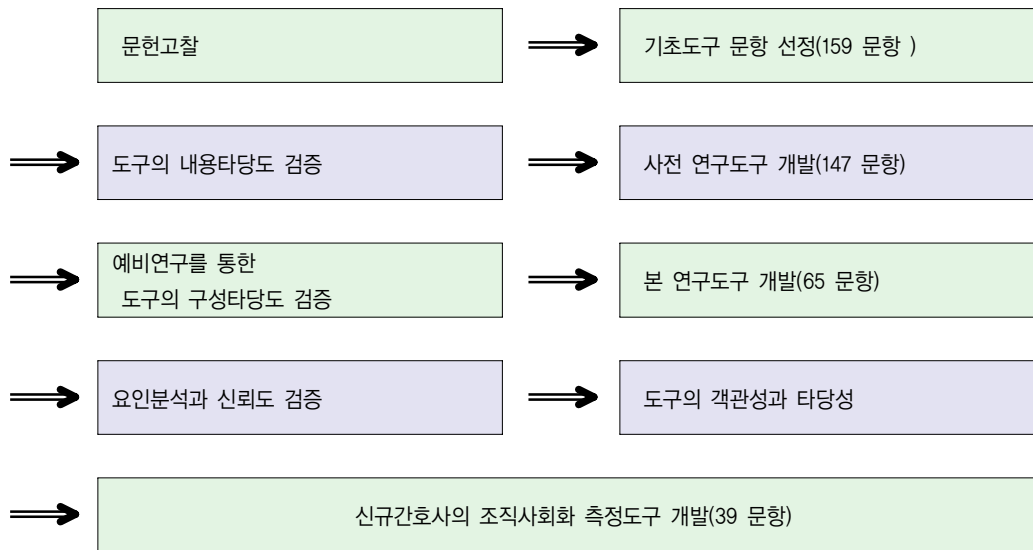 문헌고찰
기초도구 문항 선정(159 문항 )
도구의 내용타당도 검증
사전 연구도구 개발(147 문항)
예비연구를 통한
도구의 구성타당도 검증
본 연구도구 개발(65 문항)
요인분석과 신뢰도 검증
도구의 객관성과 타당성
신규간호사의 조직사회화 측정도구 개발(39 문항)